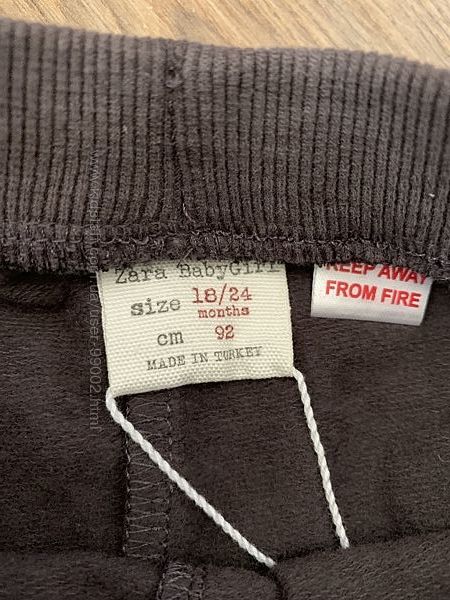 Zara BabyGirl
size 18/24
months
cm 92
MADE IN TURKEY
KEEP AWAY
FROM FIRE